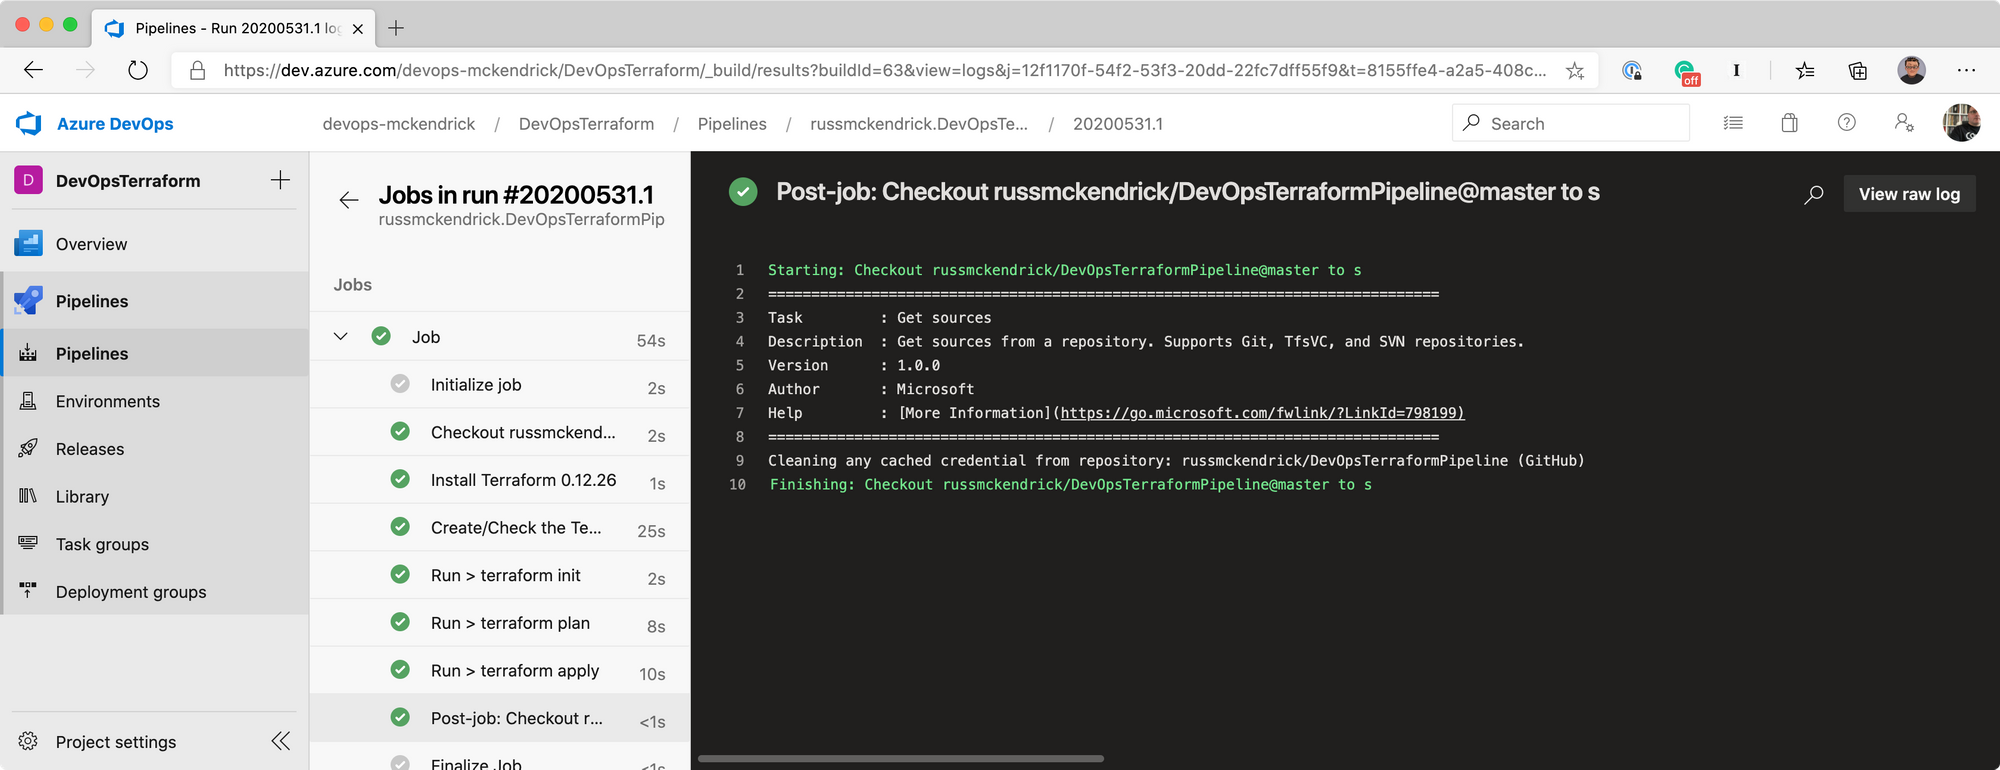 Pipelines - Run 20200531.1 log
https://dev.azure.com/devops-mckendrick/DevOpsTerraform/_build/results?buildId=63&view=logs&j=12f1170f-54f2-53f3-20dd-22fc7dff55f9&t=8155ffe4-a2a5-408c...
off
Azure DevOps
devops-mckendrick / DevOpsTerraform / Pipelines / russmckendrick.DevOpsTe... / 20200531.1
Search
D DevOpsTerraform
Overview
Pipelines
Pipelines
Environments
Releases
Library
Task groups
Deployment groups
Project settings
Jobs in run #20200531.1
russmckendrick.DevOpsTerraformPip
Jobs
Job 54s
Initialize job 2s
Checkout russmckend... 2s
Install Terraform 0.12.26 1s
Create/Check the Te... 25s
Run > terraform init 2s
Run > terraform plan 8s
Run > terraform apply 10s
Post-job: Checkout r... <1s
Finalize Job <1s
Post-job: Checkout russmckendrick/DevOpsTerraformPipeline@master to s
View raw log
1 Starting: Checkout russmckendrick/DevOpsTerraformPipeline@master to s
2 ==============================================================================
3 Task : Get sources
4 Description : Get sources from a repository. Supports Git, TfsVC, and SVN repositories.
5 Version : 1.0.0
6 Author : Microsoft
7 Help : [More Information](https://go.microsoft.com/fwlink/?LinkId=798199)
8 ==============================================================================
9 Cleaning any cached credential from repository: russmckendrick/DevOpsTerraformPipeline (GitHub)
10 Finishing: Checkout russmckendrick/DevOpsTerraformPipeline@master to s